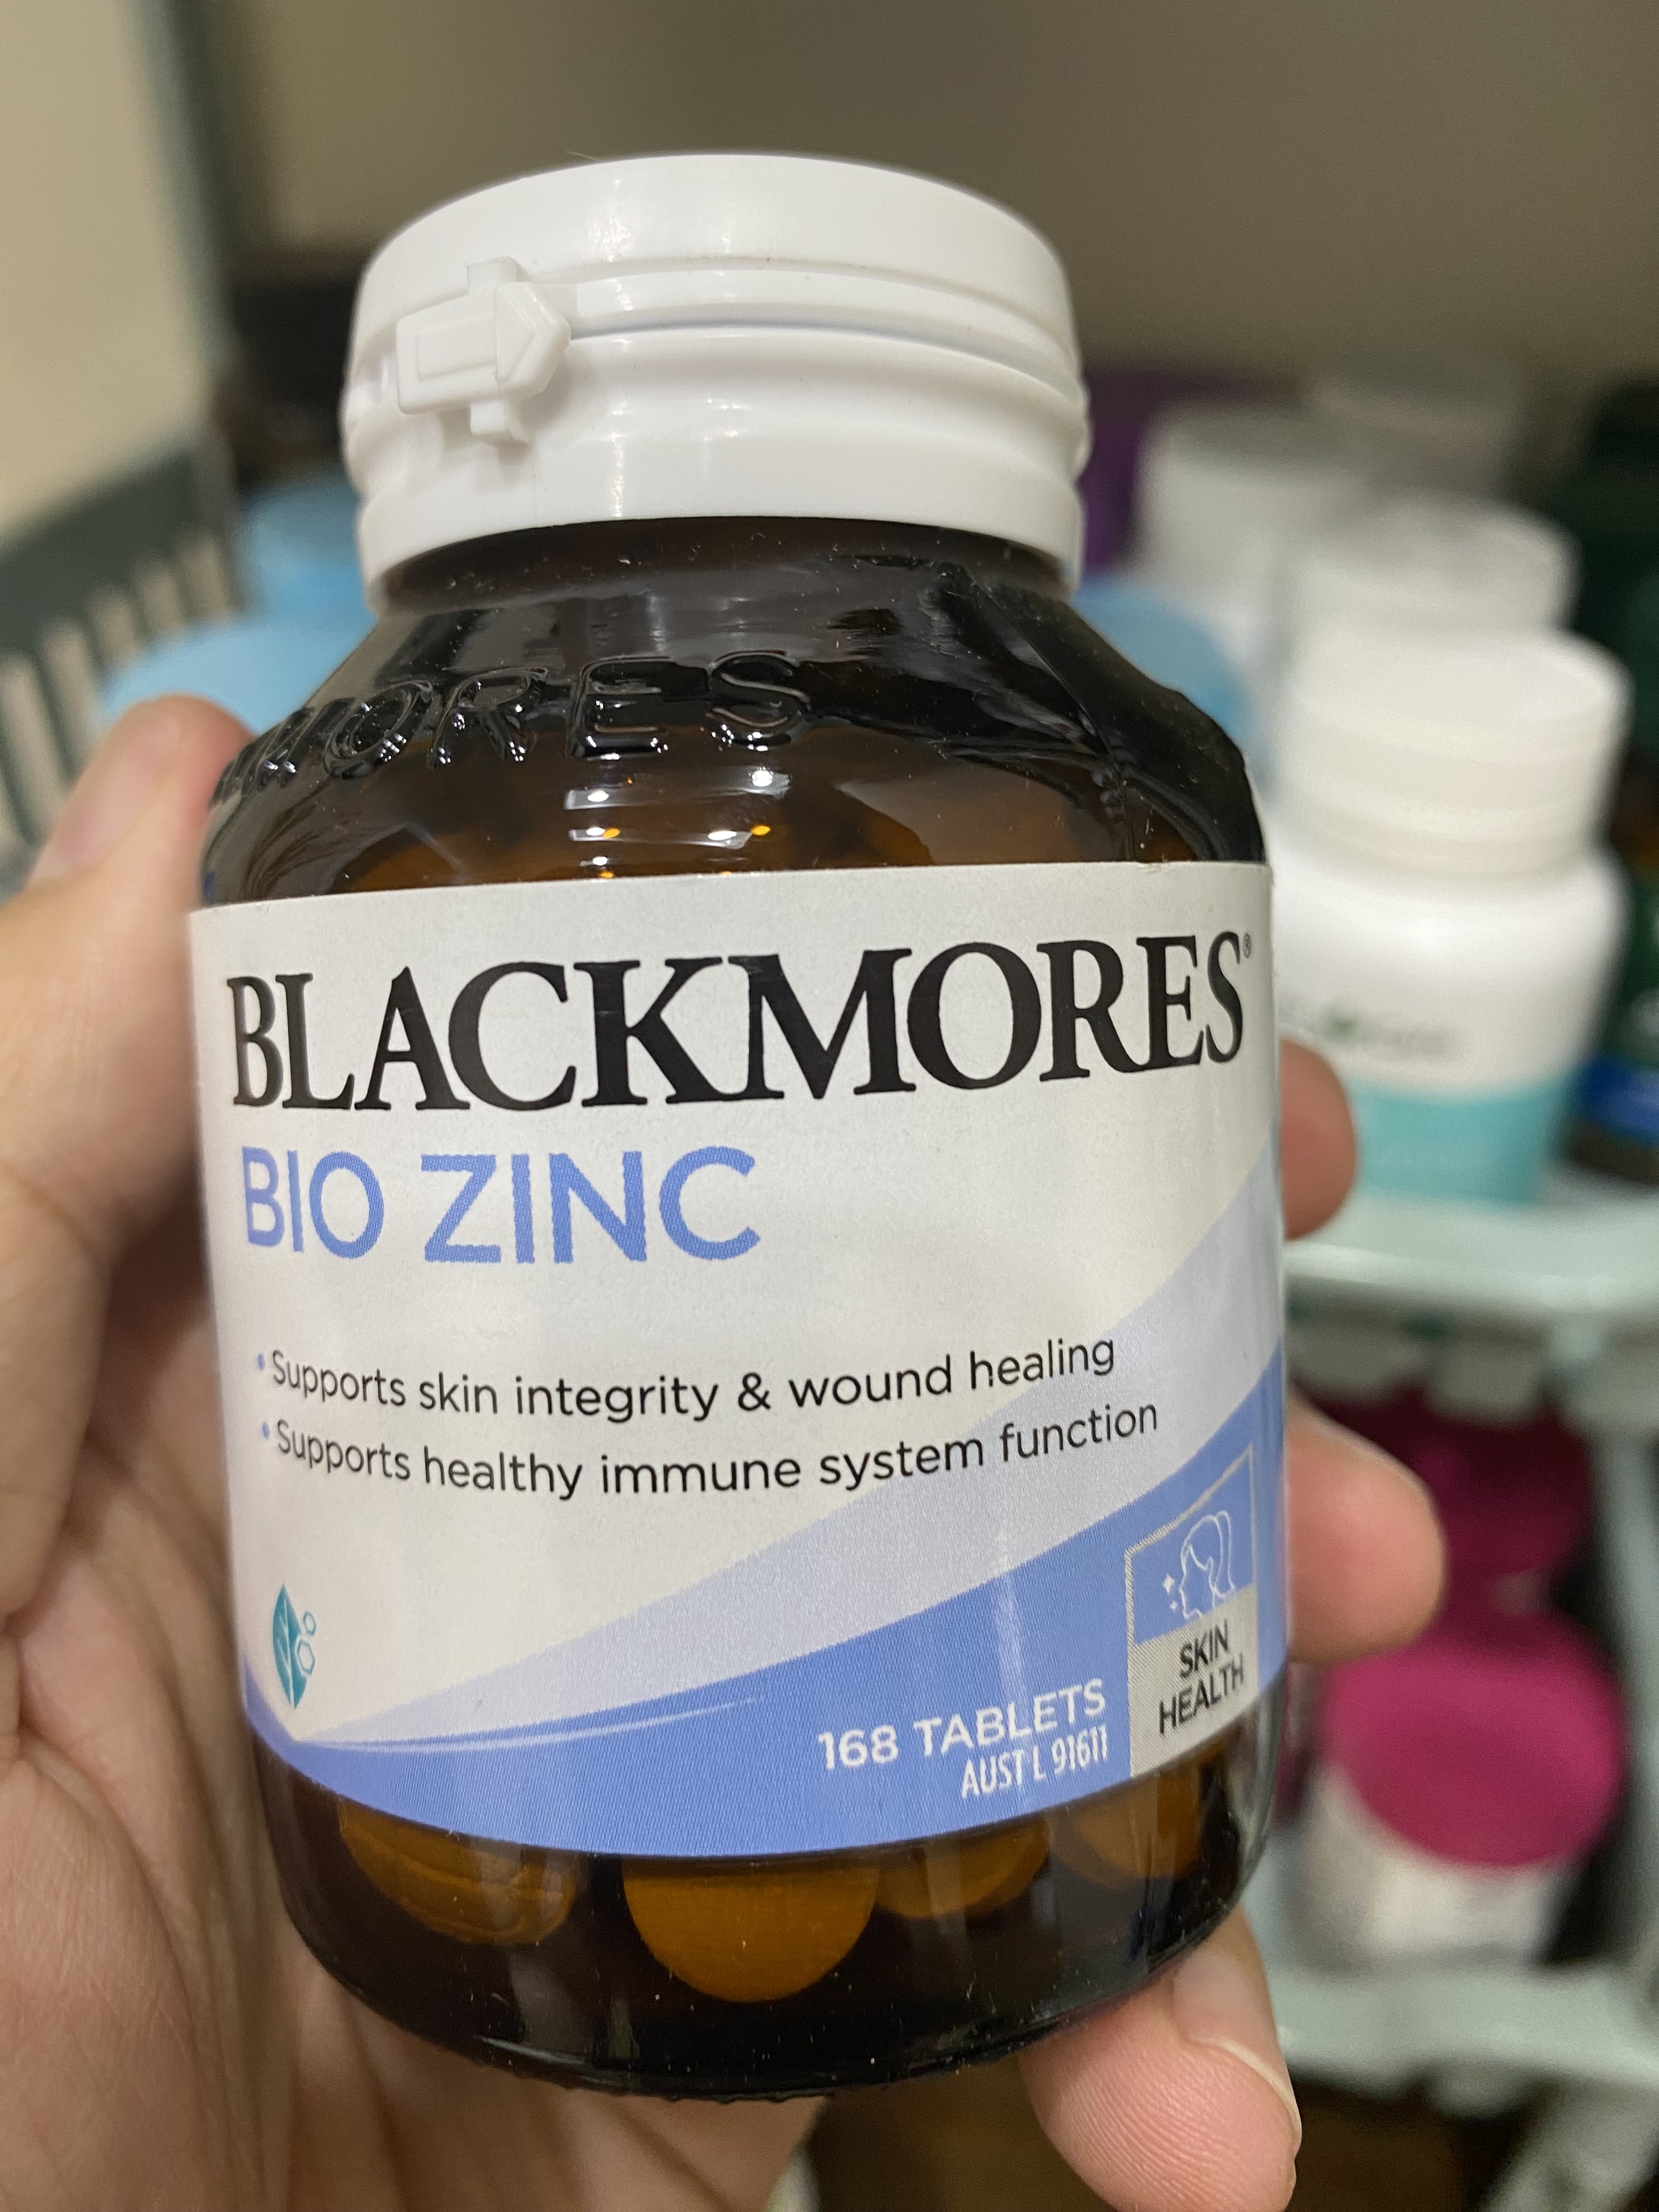 ORES
BLACKMORES®
BIO ZINC
•Supports skin integrity & wound healing
•Supports healthy immune system function
SKIN
HEALTH
168 TABLETS
AUST L 91611